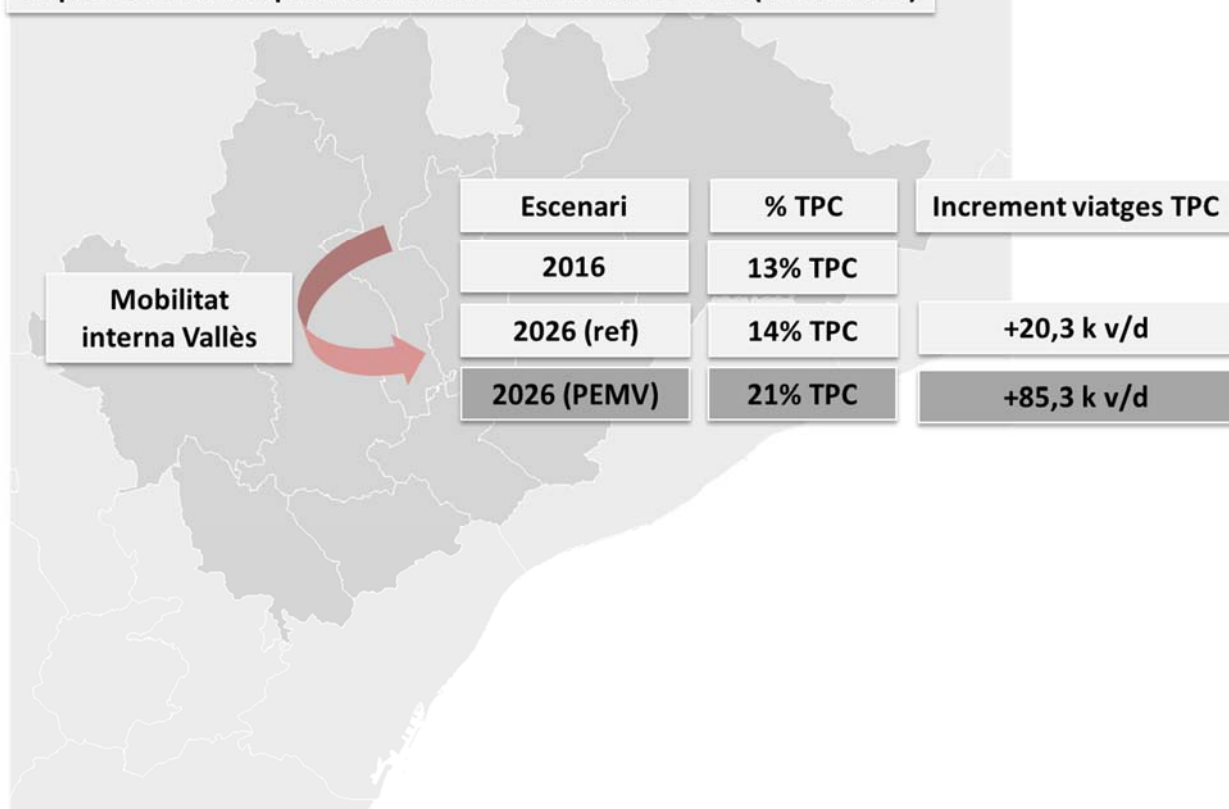 Escenari % TPC Increment viatges TPC
2016 13% TPC
Mobilitat
interna Vallès
2026 (ref) 14% TPC +20,3 k v/d
2026 (PEMV) 21% TPC +85,3 k v/d